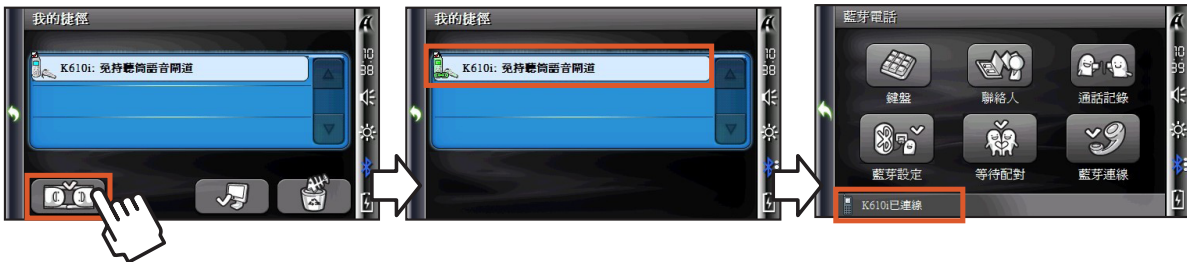 我的捷徑
K610i: 免持聽筒語音閘道
10
38
我的捷徑
K610i: 免持聽筒語音閘道
10
38
藍芽電話
10
39
鍵盤
聯絡人
通話記錄
藍芽設定
等待配對
藍芽連線
K610i已連線